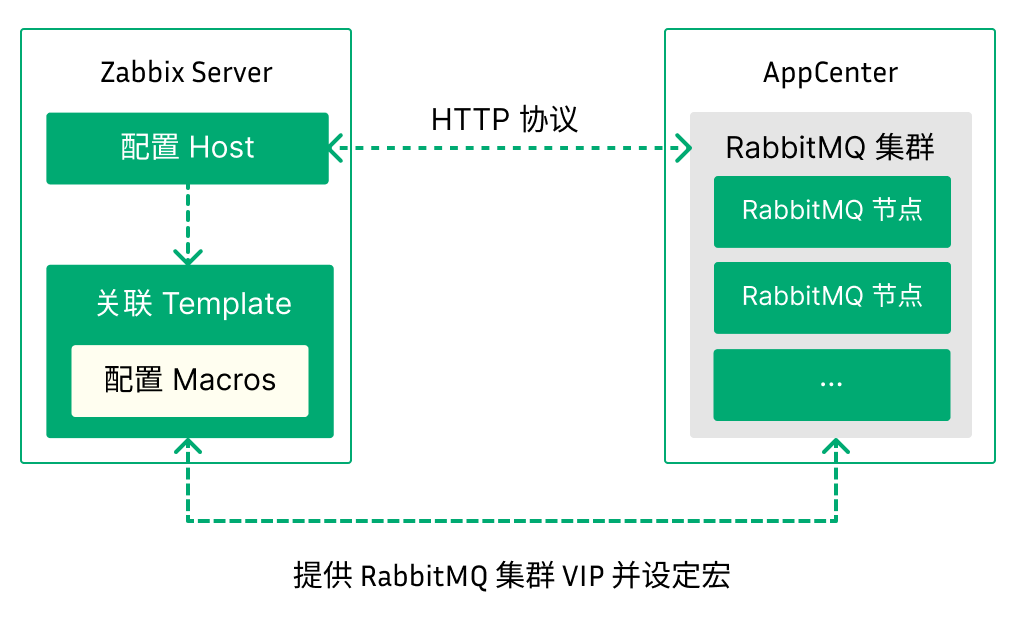 Zabbix Server
配置 Host
关联 Template
配置 Macros
HTTP 协议
AppCenter
RabbitMQ 集群
RabbitMQ 节点
RabbitMQ 节点
...
提供 RabbitMQ 集群 VIP 并设定宏